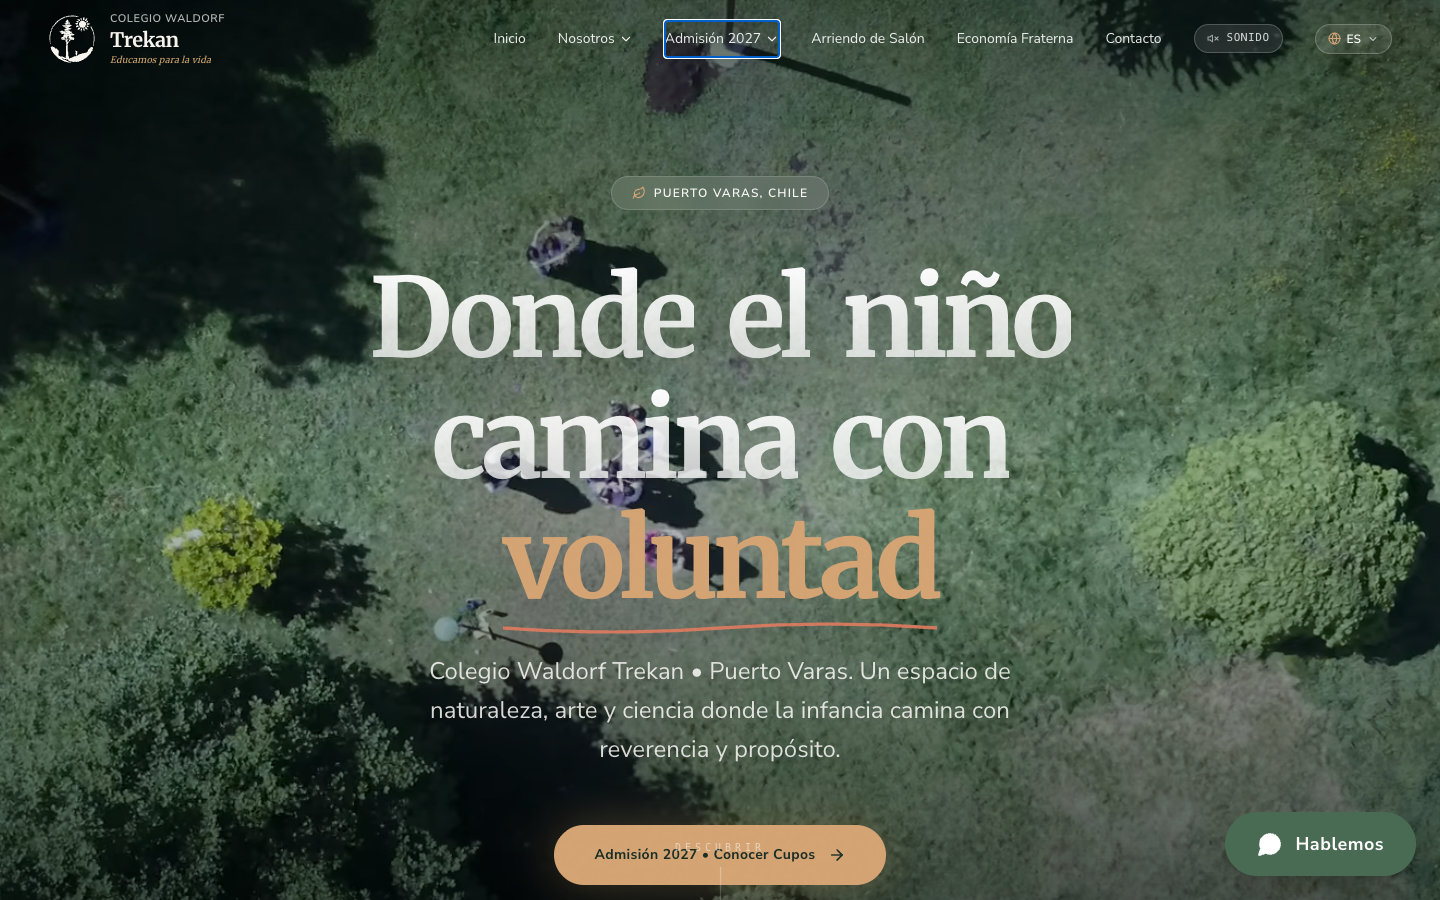 COLEGIO WALDORF
Trekan
Educamos para la vida
Inicio
Nosotros
Admisión 2027
Arriendo de Salón
Economía Fraterna
Contacto
SONIDO
ES
PUERTO VARAS, CHILE
Donde el niño
camina con
voluntad
Colegio Waldorf Trekan • Puerto Varas. Un espacio de
naturaleza, arte y ciencia donde la infancia camina con
reverencia y propósito.
DESCUBRIR
Admisión 2027 • Conocer Cupos
Hablemos